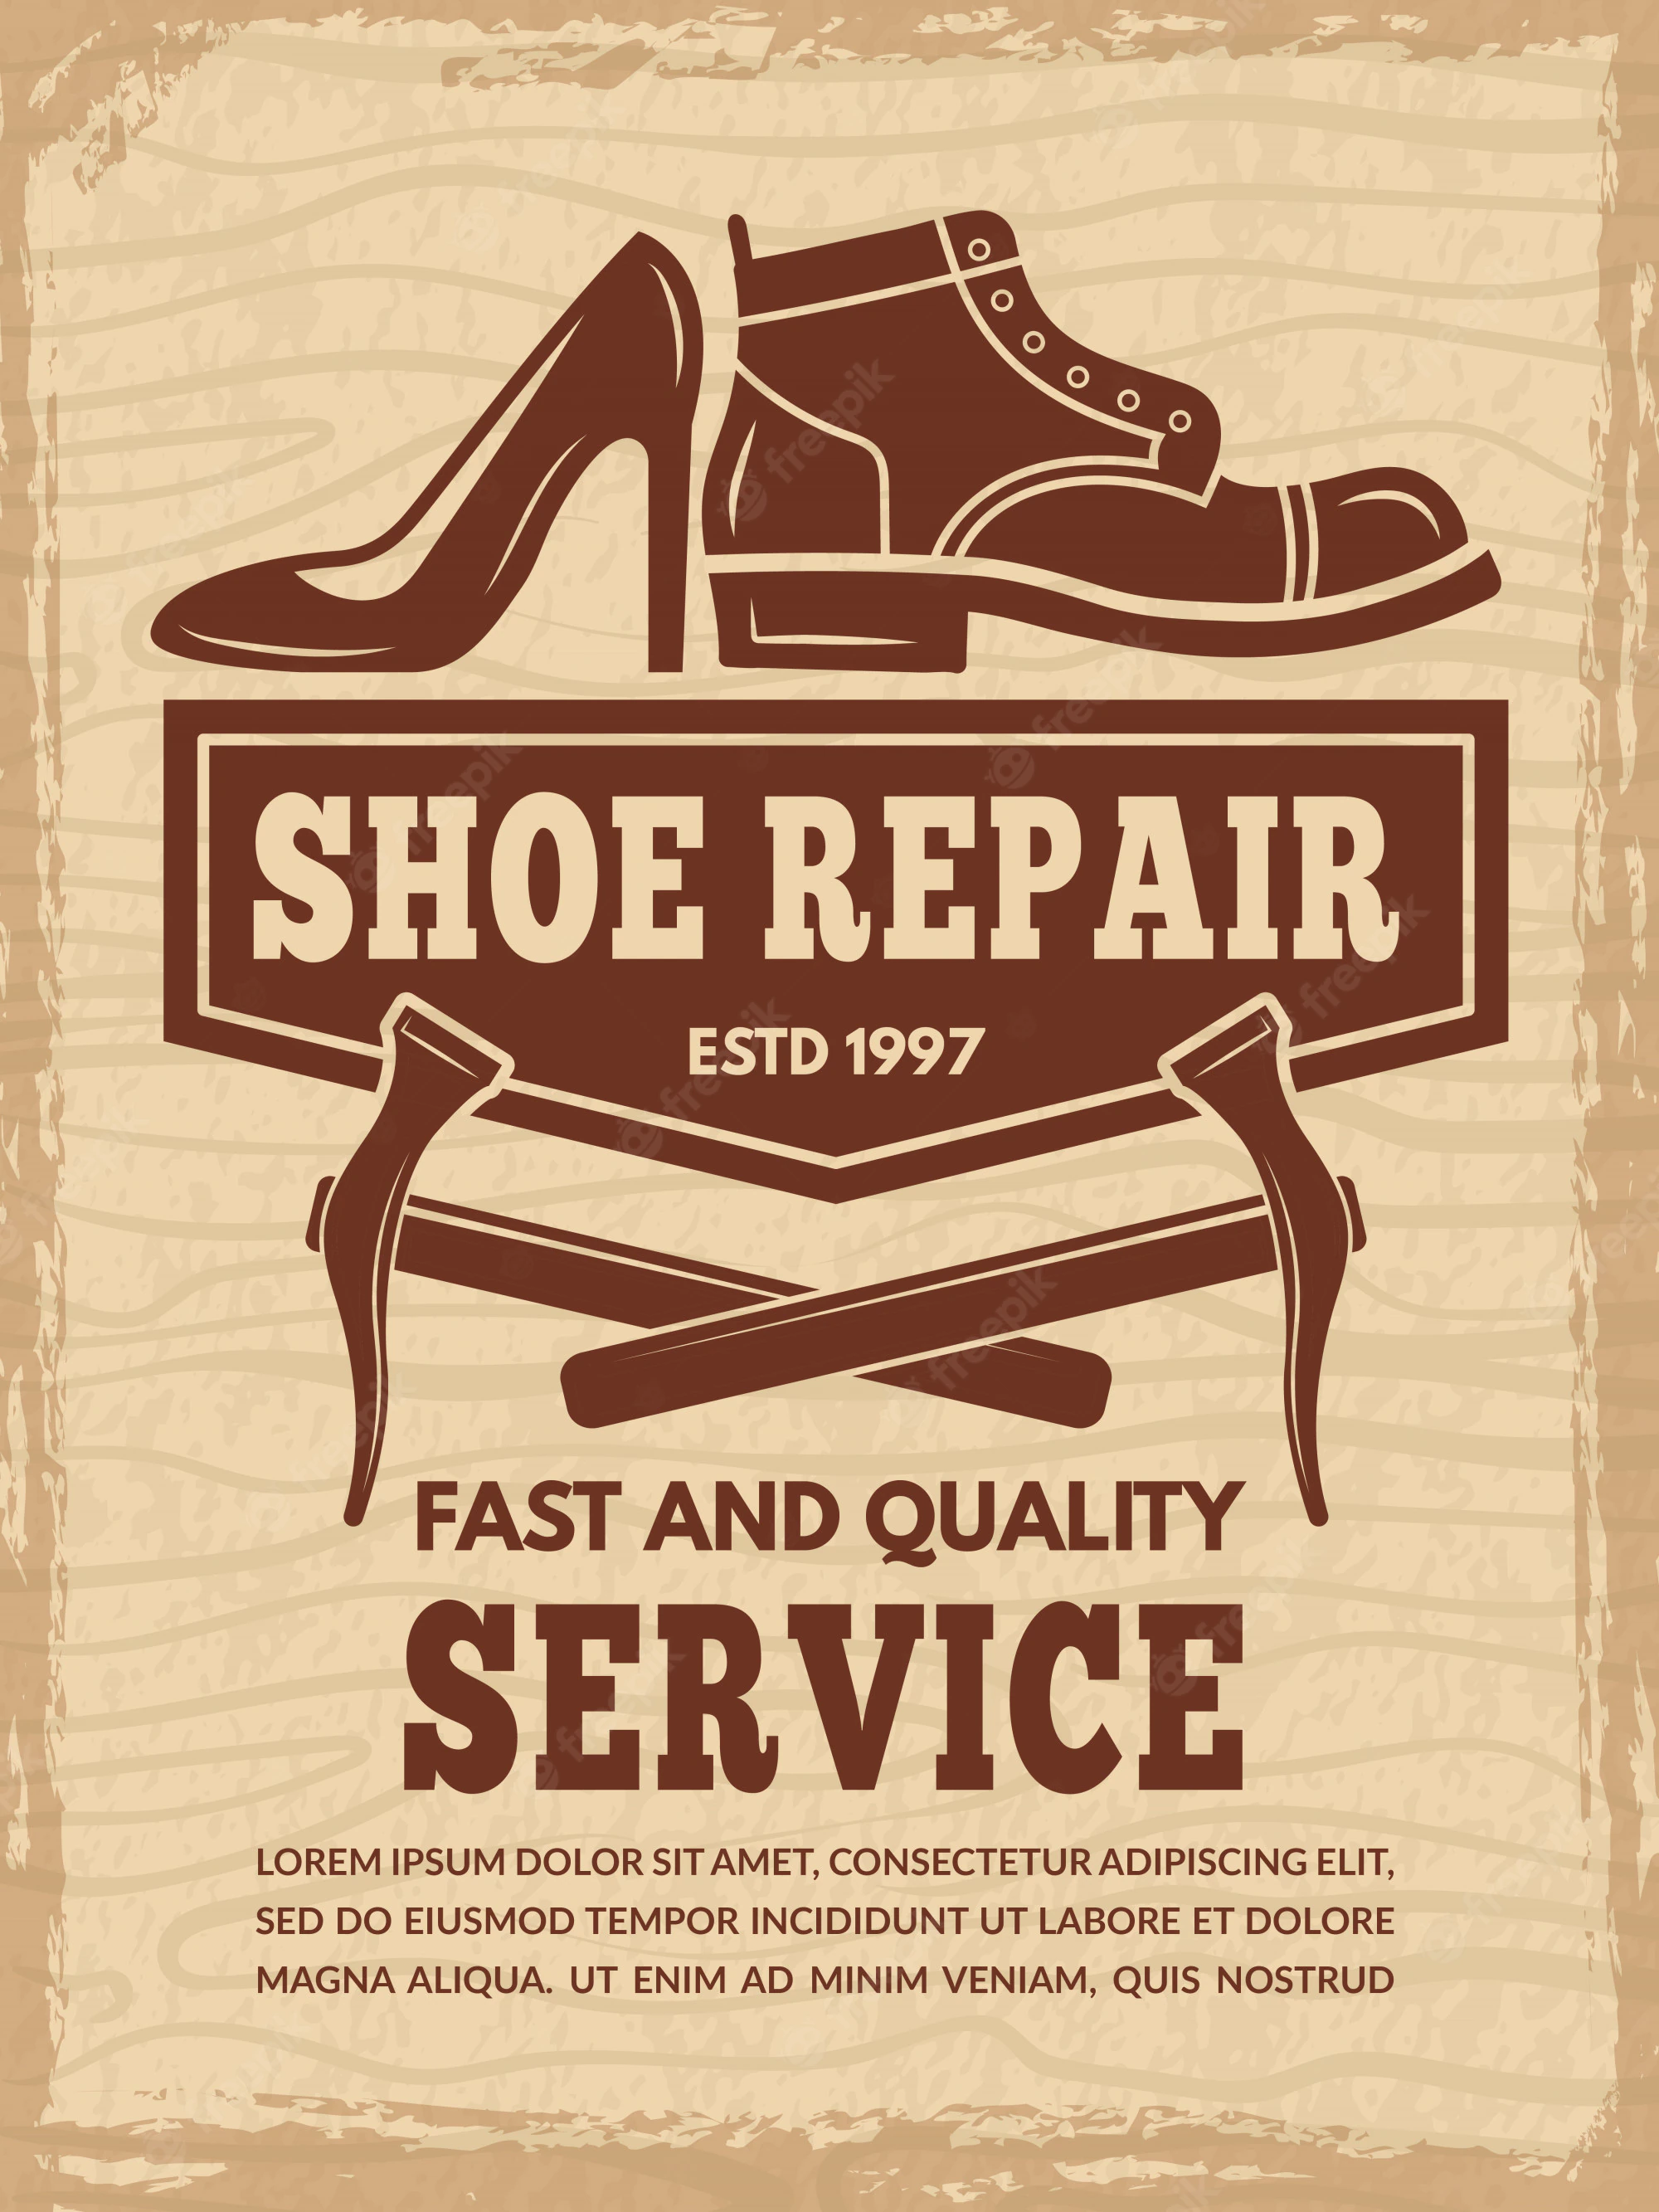 SHOE REPAIR
ESTD 1997
FAST AND QUALITY
SERVICE
LOREM IPSUM DOLOR SIT AMET, CONSECTETUR ADIPISCING ELIT,
SED DO EIUSMOD TEMPOR INCIDIDUNT UT LABORE ET DOLORE
MAGNA ALIQUA. UT ENIM AD MINIM VENIAM, QUIS NOSTRUD
freepik